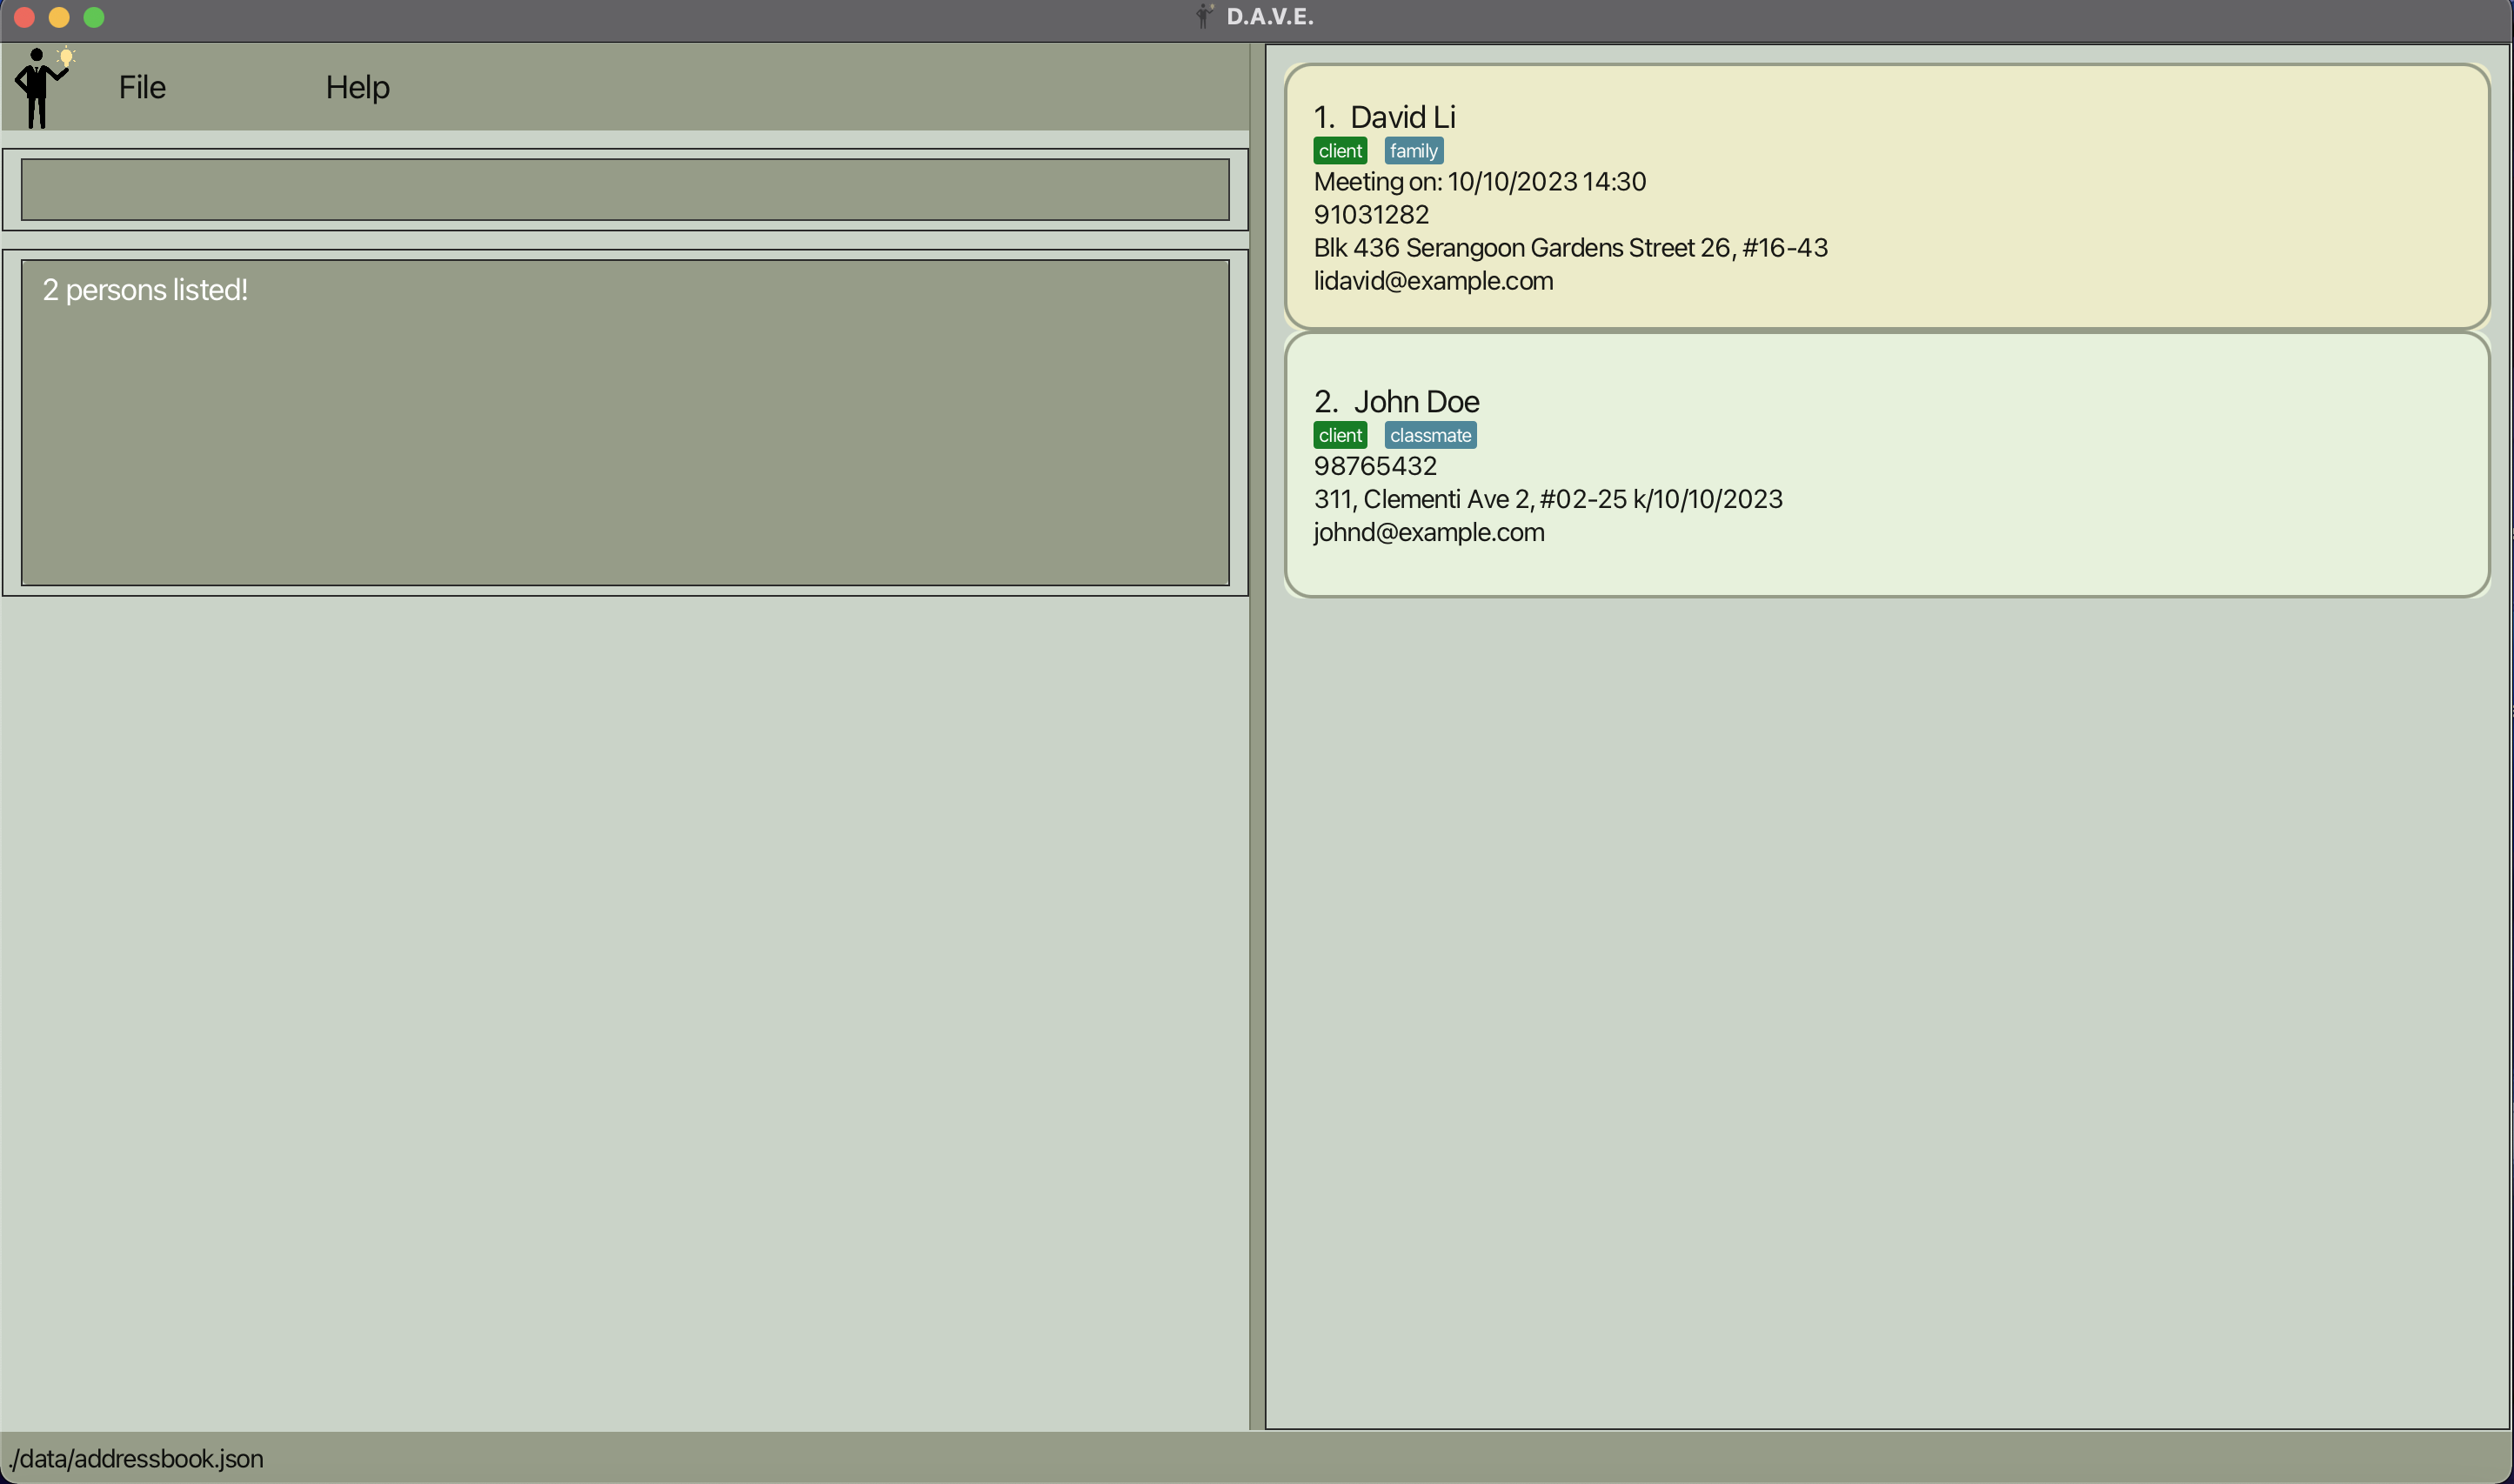 D.A.V.E.
File Help
2 persons listed!
1. David Li
client family
Meeting on: 10/10/2023 14:30
91031282
Blk 436 Serangoon Gardens Street 26, #16-43
lidavid@example.com
2. John Doe
client classmate
98765432
311, Clementi Ave 2, #02-25 k/10/10/2023
johnd@example.com
./data/addressbook.json